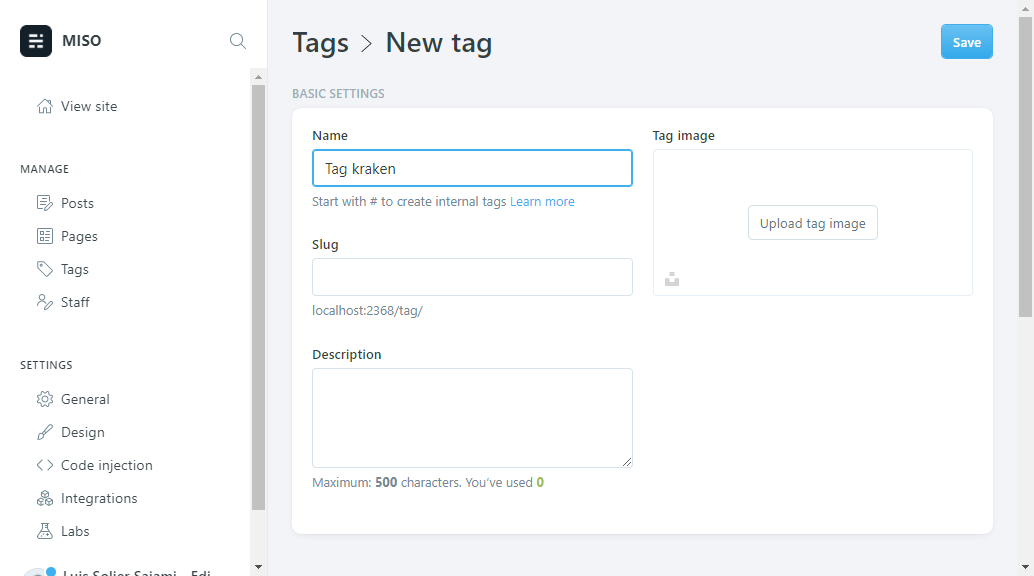 MISO
View site
MANAGE
Posts
Pages
Tags
Staff
SETTINGS
General
Design
Code injection
Integrations
Labs
Tags > New tag
Save
BASIC SETTINGS
Name
Tag kraken
Start with # to create internal tags Learn more
Slug
localhost:2368/tag/
Description
Maximum: 500 characters. You've used 0
Tag image
Upload tag image